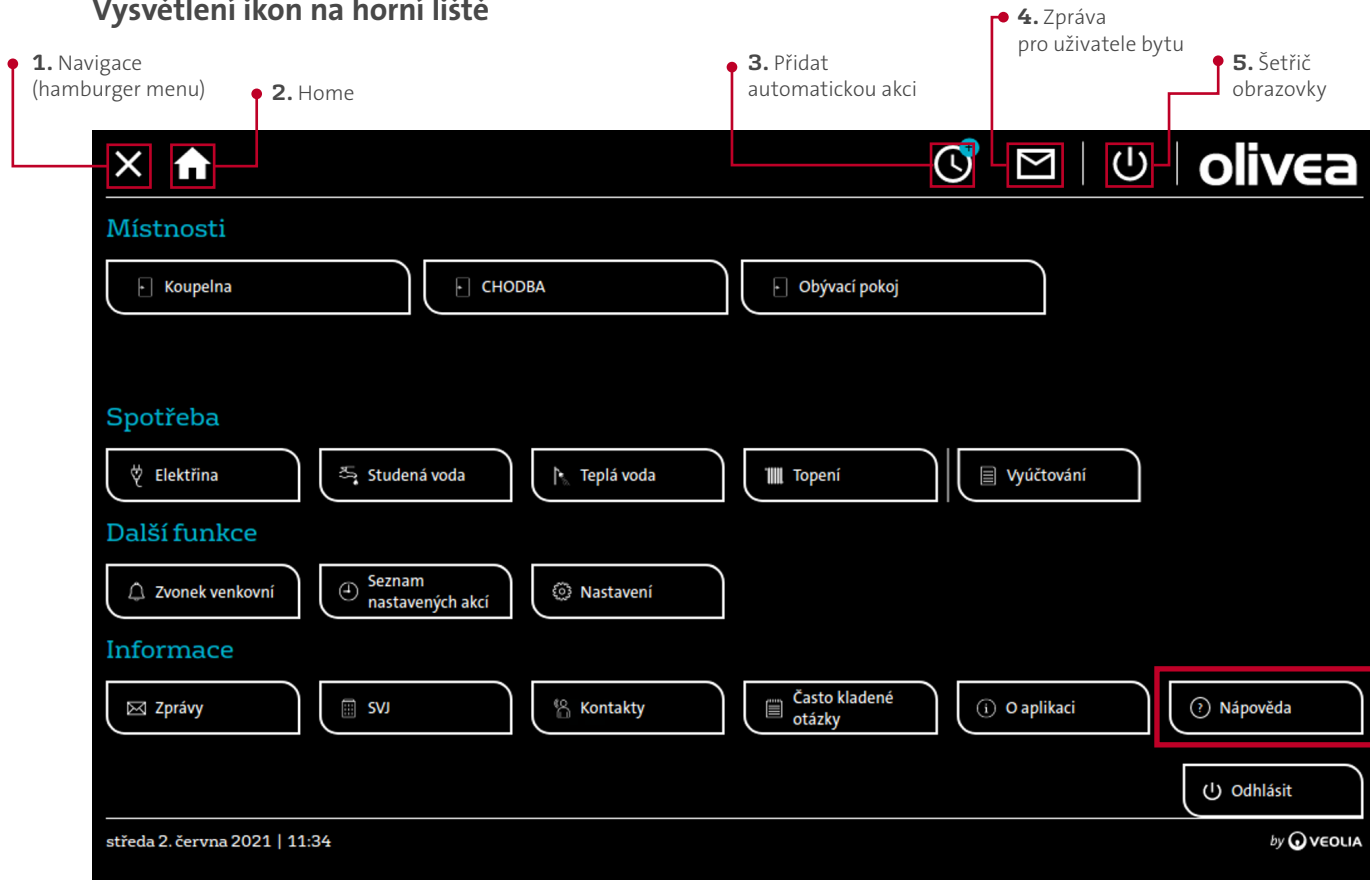 Vysvětlení ikon na horní liště
1. Navigace
(hamburger menu)
2. Home
3. Přidat
automatickou akci
4. Zpráva
pro uživatele bytu
5. Šetřič
obrazovky
olivea
Místnosti
Koupelna
CHODBA
Obývací pokoj
Spotřeba
Elektřina
Studená voda
Teplá voda
Topení
Vyúčtování
Další funkce
Zvonek venkovní
Seznam
nastavených akcí
Nastavení
Informace
Zprávy
SVJ
Kontakty
Často kladené
otázky
O aplikaci
Nápověda
Odhlásit
středa 2. června 2021 | 11:34
by VEOLIA